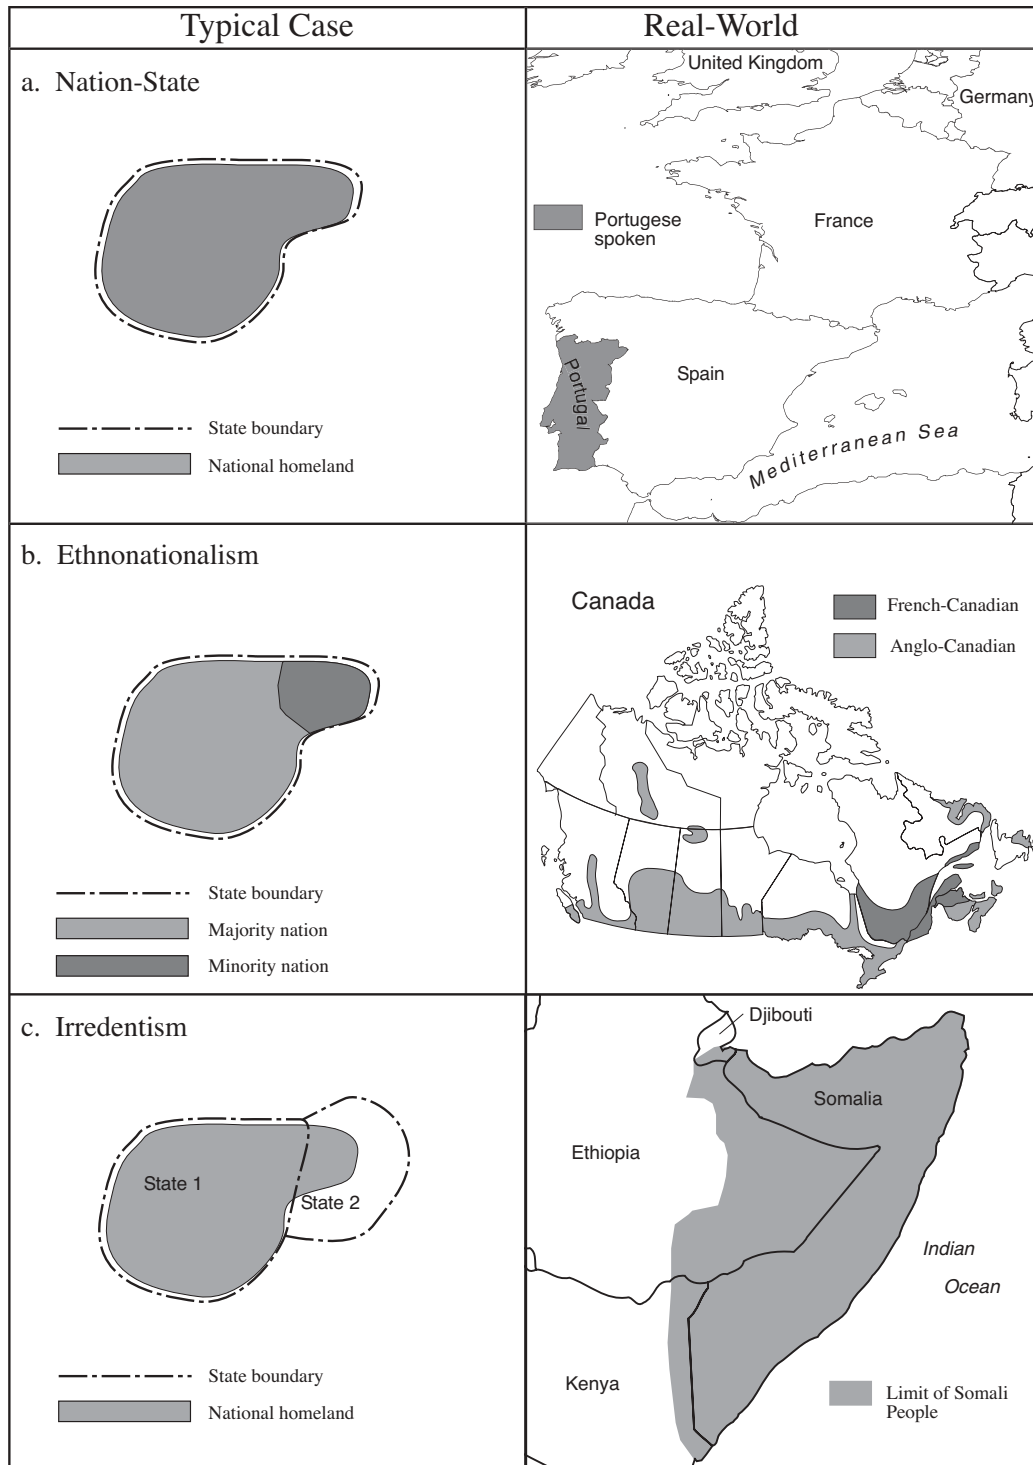 Typical Case
Real-World
a. Nation-State
State boundary
National homeland
United Kingdom
Germany
Portugese
spoken
France
Portugal
Spain
Mediterranean Sea
b. Ethnonationalism
State boundary
Majority nation
Minority nation
Canada
French-Canadian
Anglo-Canadian
c. Irredentism
State 1
State 2
State boundary
National homeland
Djibouti
Somalia
Ethiopia
Indian
Ocean
Kenya
Limit of Somali
People